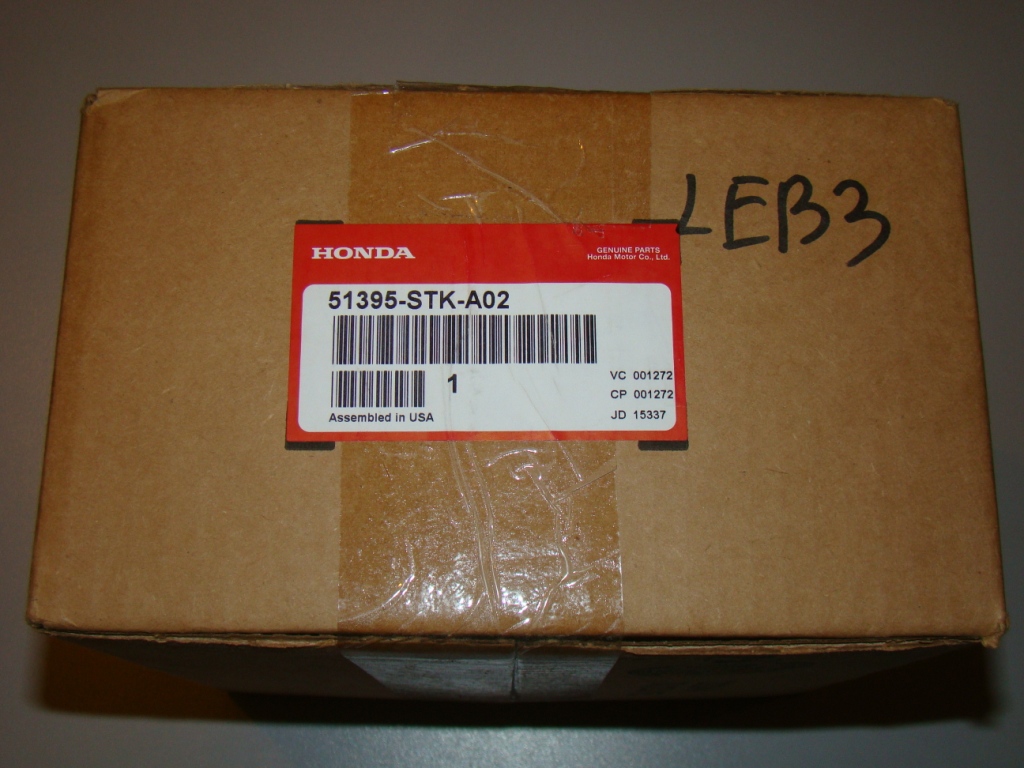 LEB3
HONDA
GENUINE PARTS
Honda Motor Co., Ltd.
51395-STK-A02
1
VC 001272
CP 001272
Assembled in USA
JD 15337